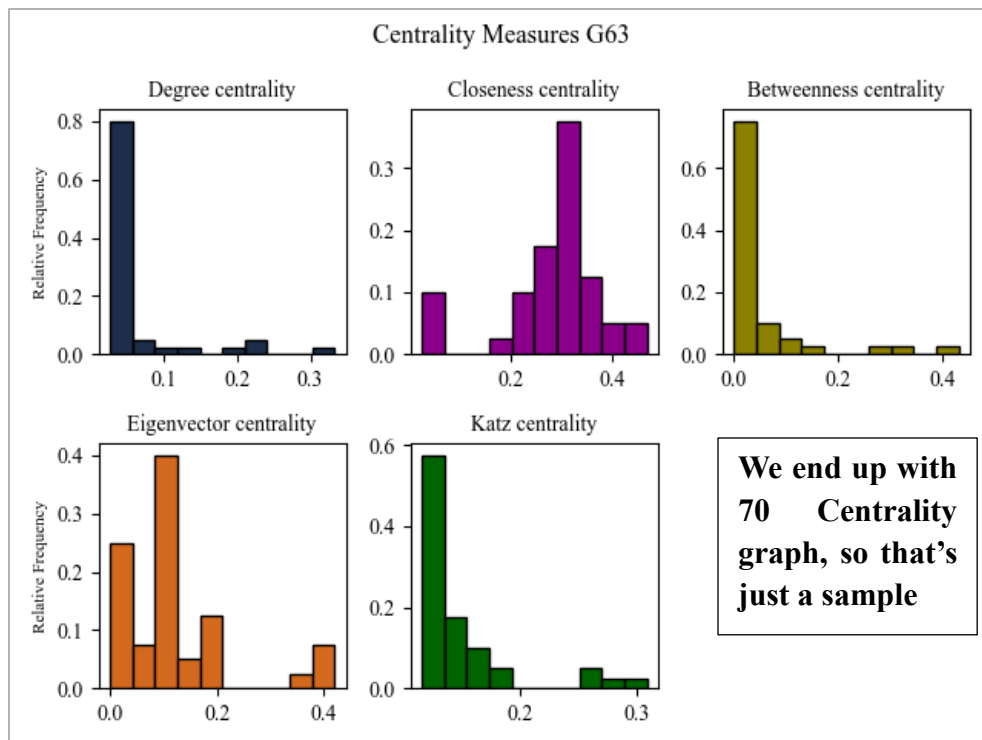 Centrality Measures G63
Degree centrality
Closeness centrality
Betweenness centrality
Relative Frequency
0.8
0.6
0.4
0.2
0.0
0.1
0.2
0.3
0.3
0.2
0.1
0.0
0.2
0.4
0.6
0.4
0.2
0.0
0.0
0.2
0.4
Eigenvector centrality
Katz centrality
Relative Frequency
0.4
0.3
0.2
0.1
0.0
0.0
0.2
0.4
0.6
0.4
0.2
0.0
0.2
0.3
We end up with
70 Centrality
graph, so that’s
just a sample